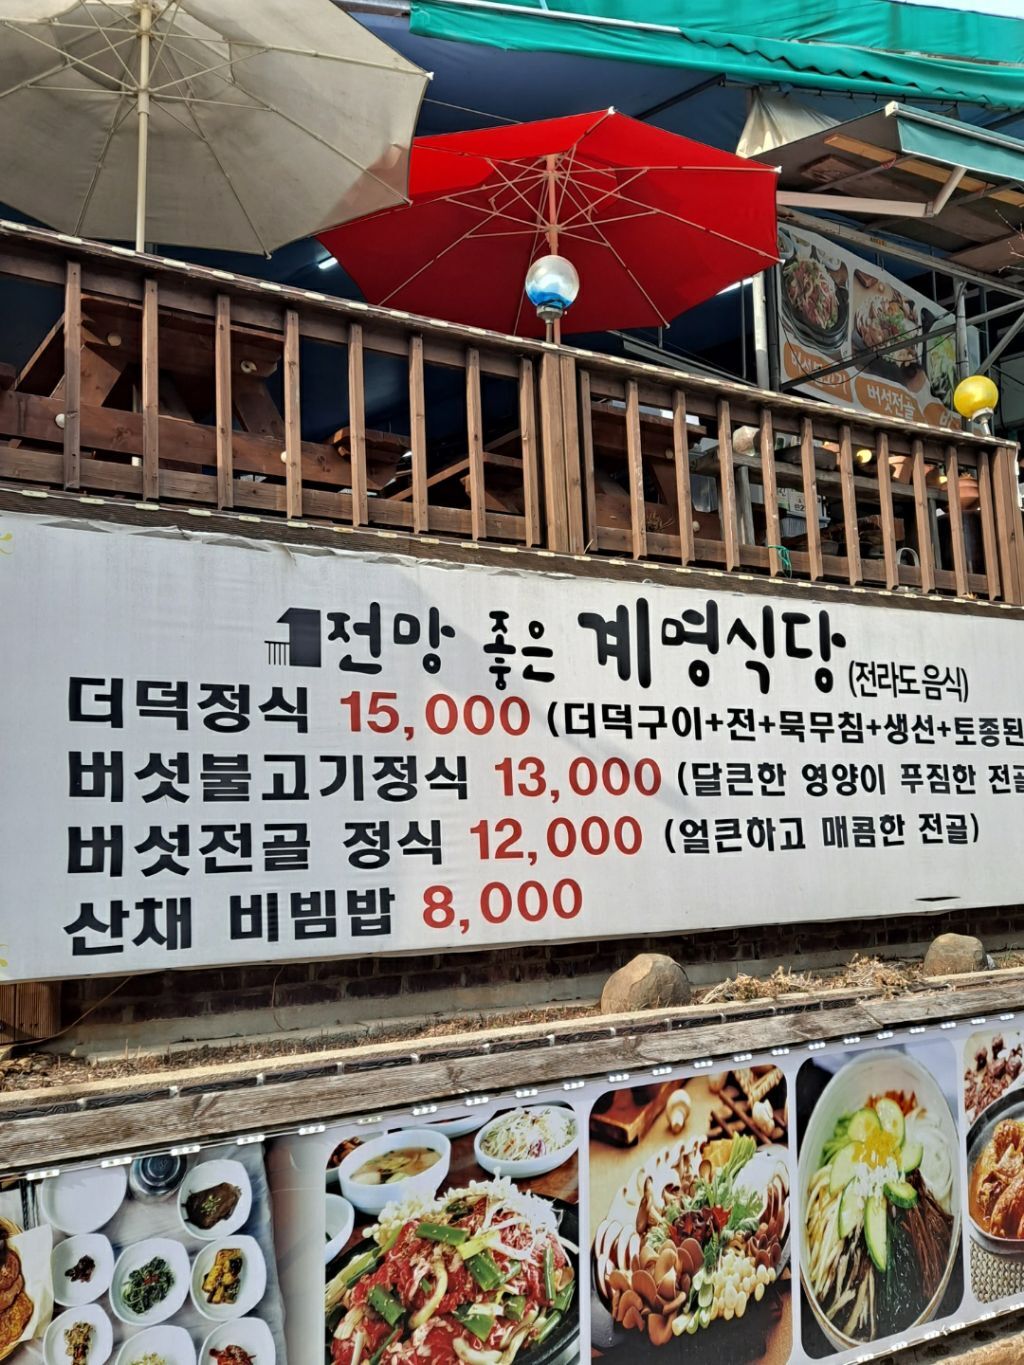 버섯전골
전망 좋은 계명식당 (전라도음식)
더덕정식 15,000 (더덕구이+전+묵무침+생선+토종된
버섯불고기정식 13,000 (달큰한 영양이 푸짐한 전골
버섯전골 정식 12,000 (얼큰하고 매콤한 전골)
산채 비빔밥 8,000